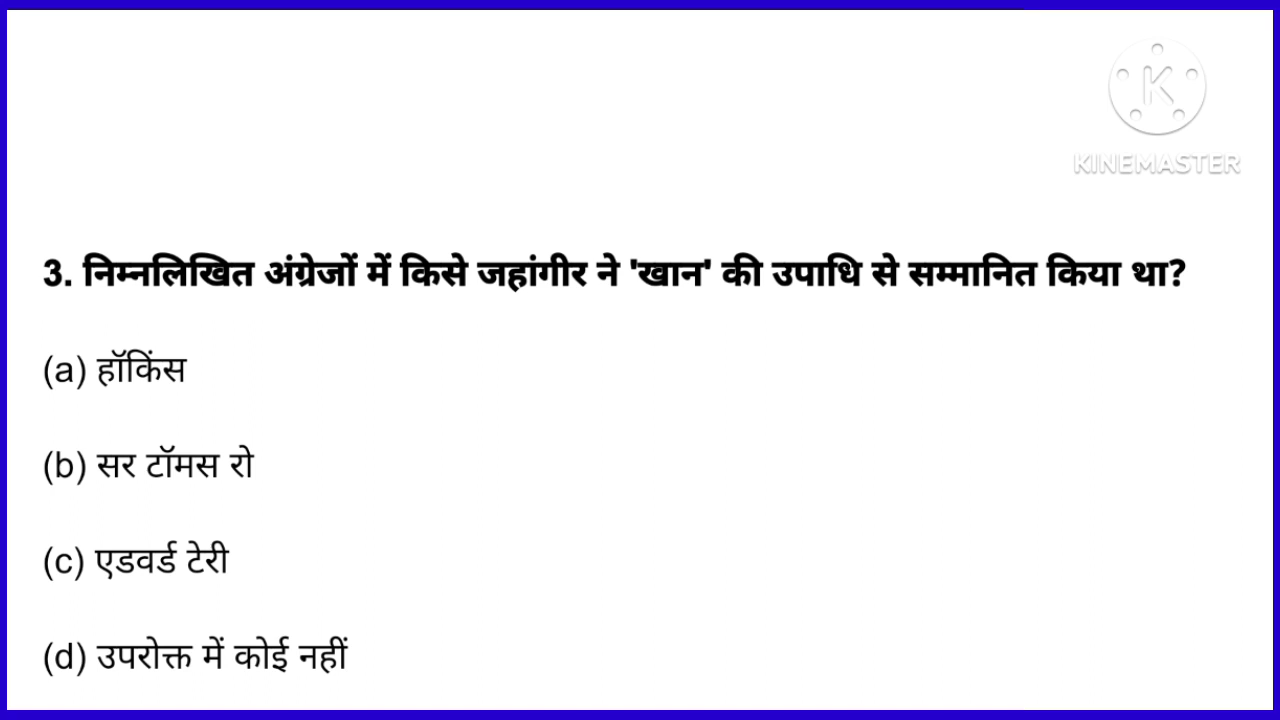 K
KINEMASTER
3. निम्नलिखित अंग्रेजों में किसे जहांगीर ने 'खान' की उपाधि से सम्मानित किया था?
(a) हॉकिंस
(b) सर टॉमस रो
(c) एडवर्ड टेरी
(d) उपरोक्त में कोई नहीं